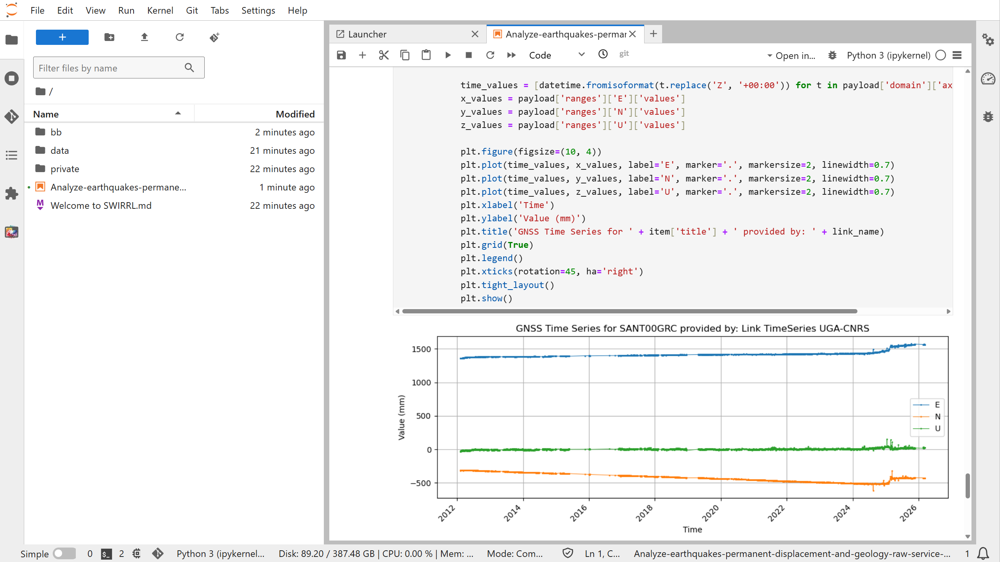 File Edit View Run Kernel Git Tabs Settings Help
Launcher
Analyze-earthquakes-permar
Filter files by name
Code
git
Open in...
Python 3 (ipykernel)
/
Name Modified
bb 2 minutes ago
data 21 minutes ago
private 22 minutes ago
Analyze-earthquakes-permane... 1 minute ago
Welcome to SWIRRL.md 22 minutes ago
time_values = [datetime.fromisoformat(t.replace('Z', '+00:00')) for t in payload['domain']['ax
x_values = payload['ranges']['E']['values']
y_values = payload['ranges']['N']['values']
z_values = payload['ranges']['U']['values']
plt.figure(figsize=(10, 4))
plt.plot(time_values, x_values, label='E', marker='.', markersize=2, linewidth=0.7)
plt.plot(time_values, y_values, label='N', marker='.', markersize=2, linewidth=0.7)
plt.plot(time_values, z_values, label='U', marker='.', markersize=2, linewidth=0.7)
plt.xlabel('Time')
plt.ylabel('Value (mm)')
plt.title('GNSS Time Series for ' + item['title'] + ' provided by: ' + link_name)
plt.grid(True)
plt.legend()
plt.xticks(rotation=45, ha='right')
plt.tight_layout()
plt.show()
GNSS Time Series for SANT00GRC provided by: Link TimeSeries UGA-CNRS
1500
1000
500
0
−500
Value (mm)
E
N
U
2012 2014 2016 2018 2020 2022 2024 2026
Time
Simple 0 $_ 2 Python 3 (ipykernel... Disk: 89.20 / 387.48 GB | CPU: 0.00 % | Mem: ... Mode: Com... Ln 1, C... Analyze-earthquakes-permanent-displacement-and-geology-raw-service-... 1